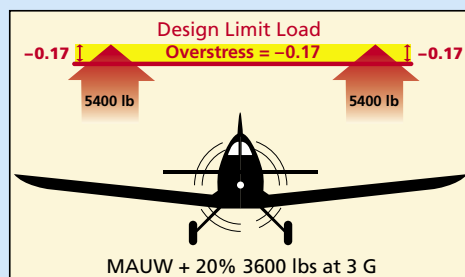 Design Limit Load
−0.17 Overstress = −0.17 −0.17
5400 lb 5400 lb
MAUW + 20% 3600 lbs at 3 G